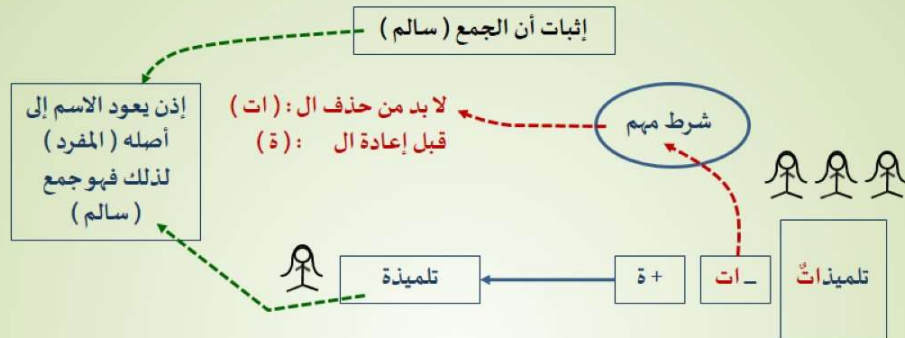 إثبات أن الجمع ( سالم )
شرط مهم
لا بد من حذف ال : ( ات )
قبل إعادة ال : ( ة )
إذن يعود الاسم إلى
أصله ( المفرد )
لذلك فهو جمع
( سالم )
تلميذاتٌ
ــ ات
+ ة
تلميذة